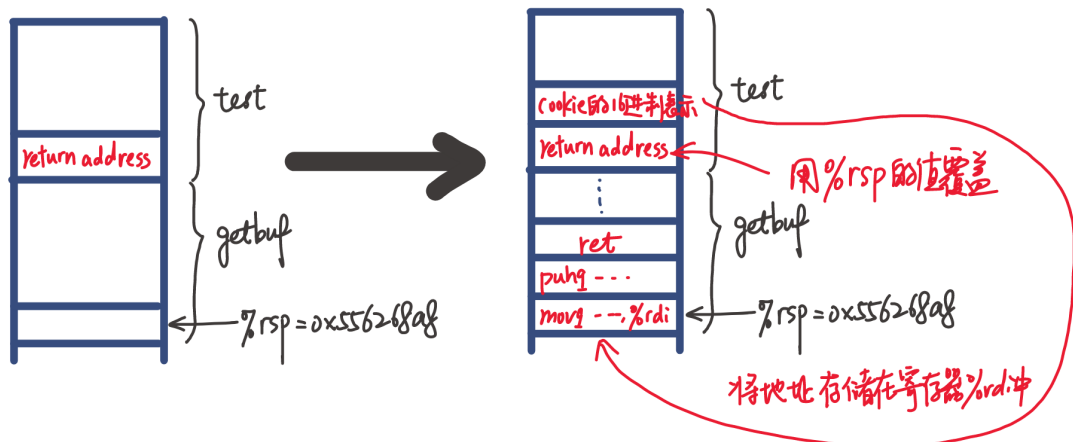 test
return address
getbuf
%rsp=0x556268a8
cookie的16进制表示
test
return address
用%rsp的值覆盖
getbuf
ret
puhq ---
movq --,%rdi
%rsp=0x556268a8
将地址存储在寄存器%rdi中